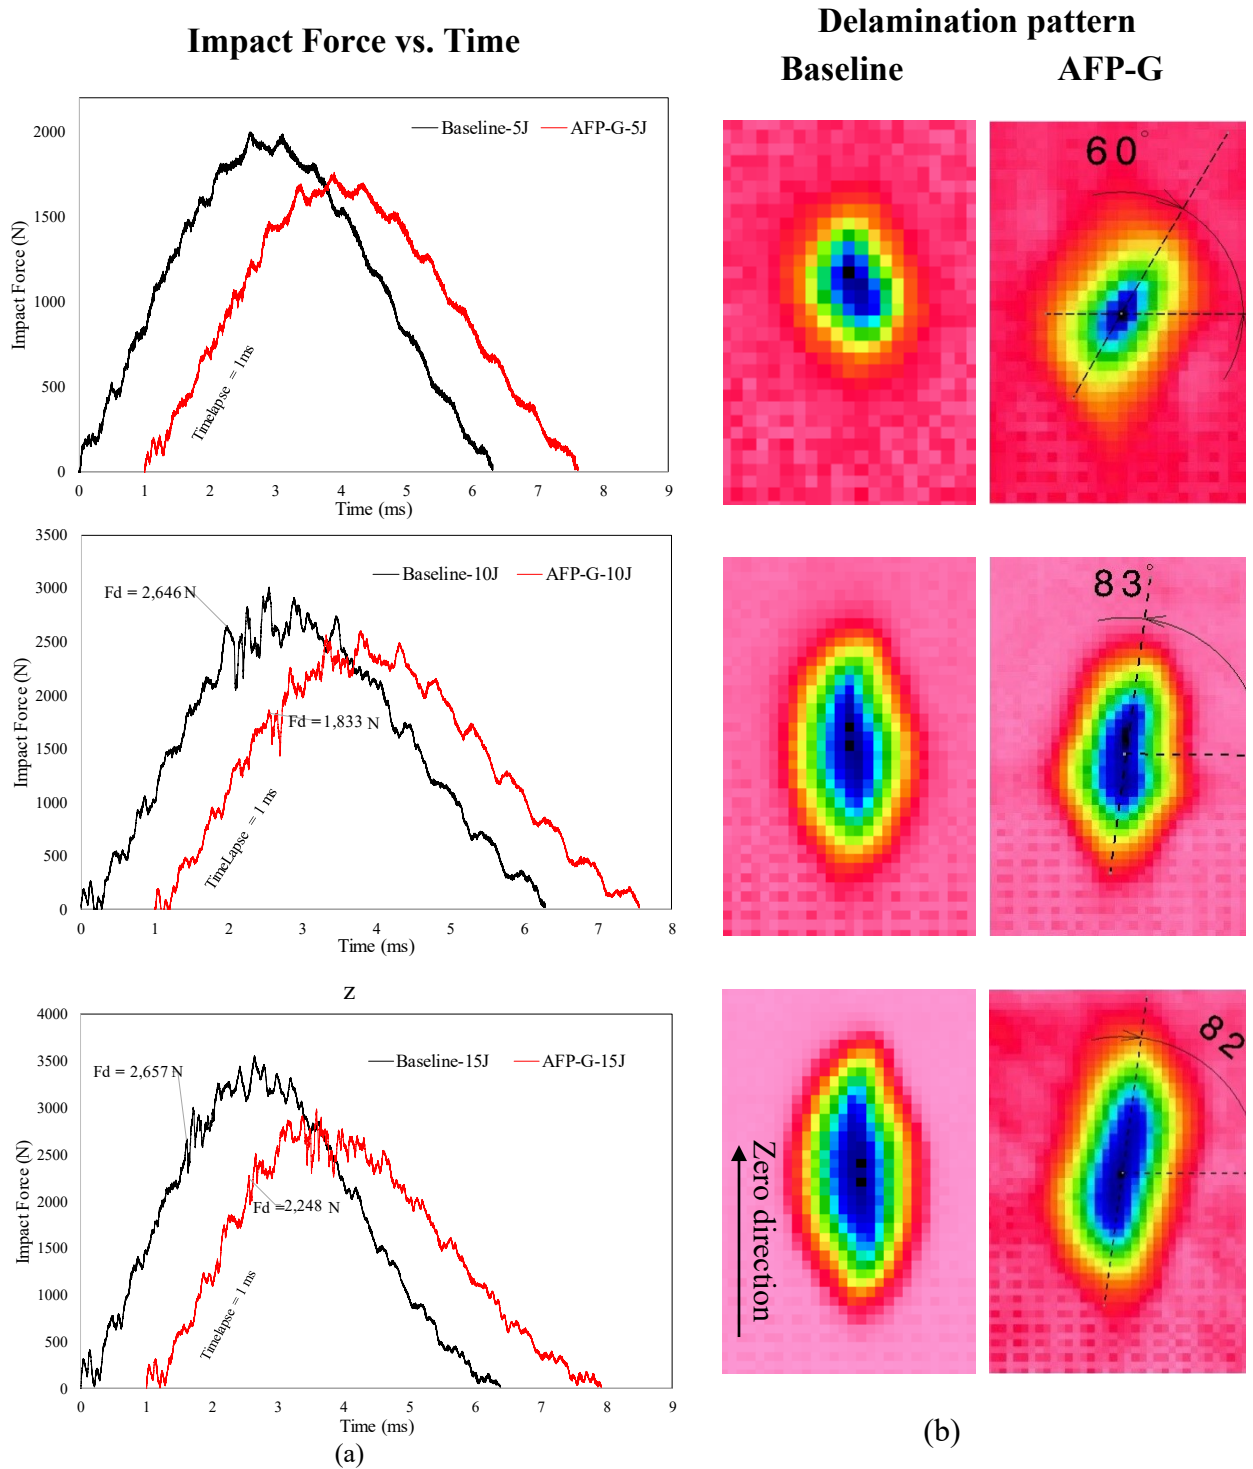 Impact Force vs. Time
Delamination pattern
Baseline
AFP-G
Impact Force (N)
2000
1500
1000
500
0
Baseline-5J
AFP-G-5J
Timelapse = 1ms
0 1 2 3 4 5 6 7 8 9
Time (ms)
60°
Impact Force (N)
3500
3000
2500
2000
1500
1000
500
0
Baseline-10J
AFP-G-10J
Fd = 2,646 N
Fd = 1,833 N
TimeLapse = 1 ms
0 1 2 3 4 5 6 7 8
Time (ms)
83°
z
Impact Force (N)
4000
3500
3000
2500
2000
1500
1000
500
0
Baseline-15J
AFP-G-15J
Fd = 2,657 N
Fd =2,248 N
Timelapse = 1 ms
0 1 2 3 4 5 6 7 8 9
Time (ms)
Zero direction
82
(a)
(b)